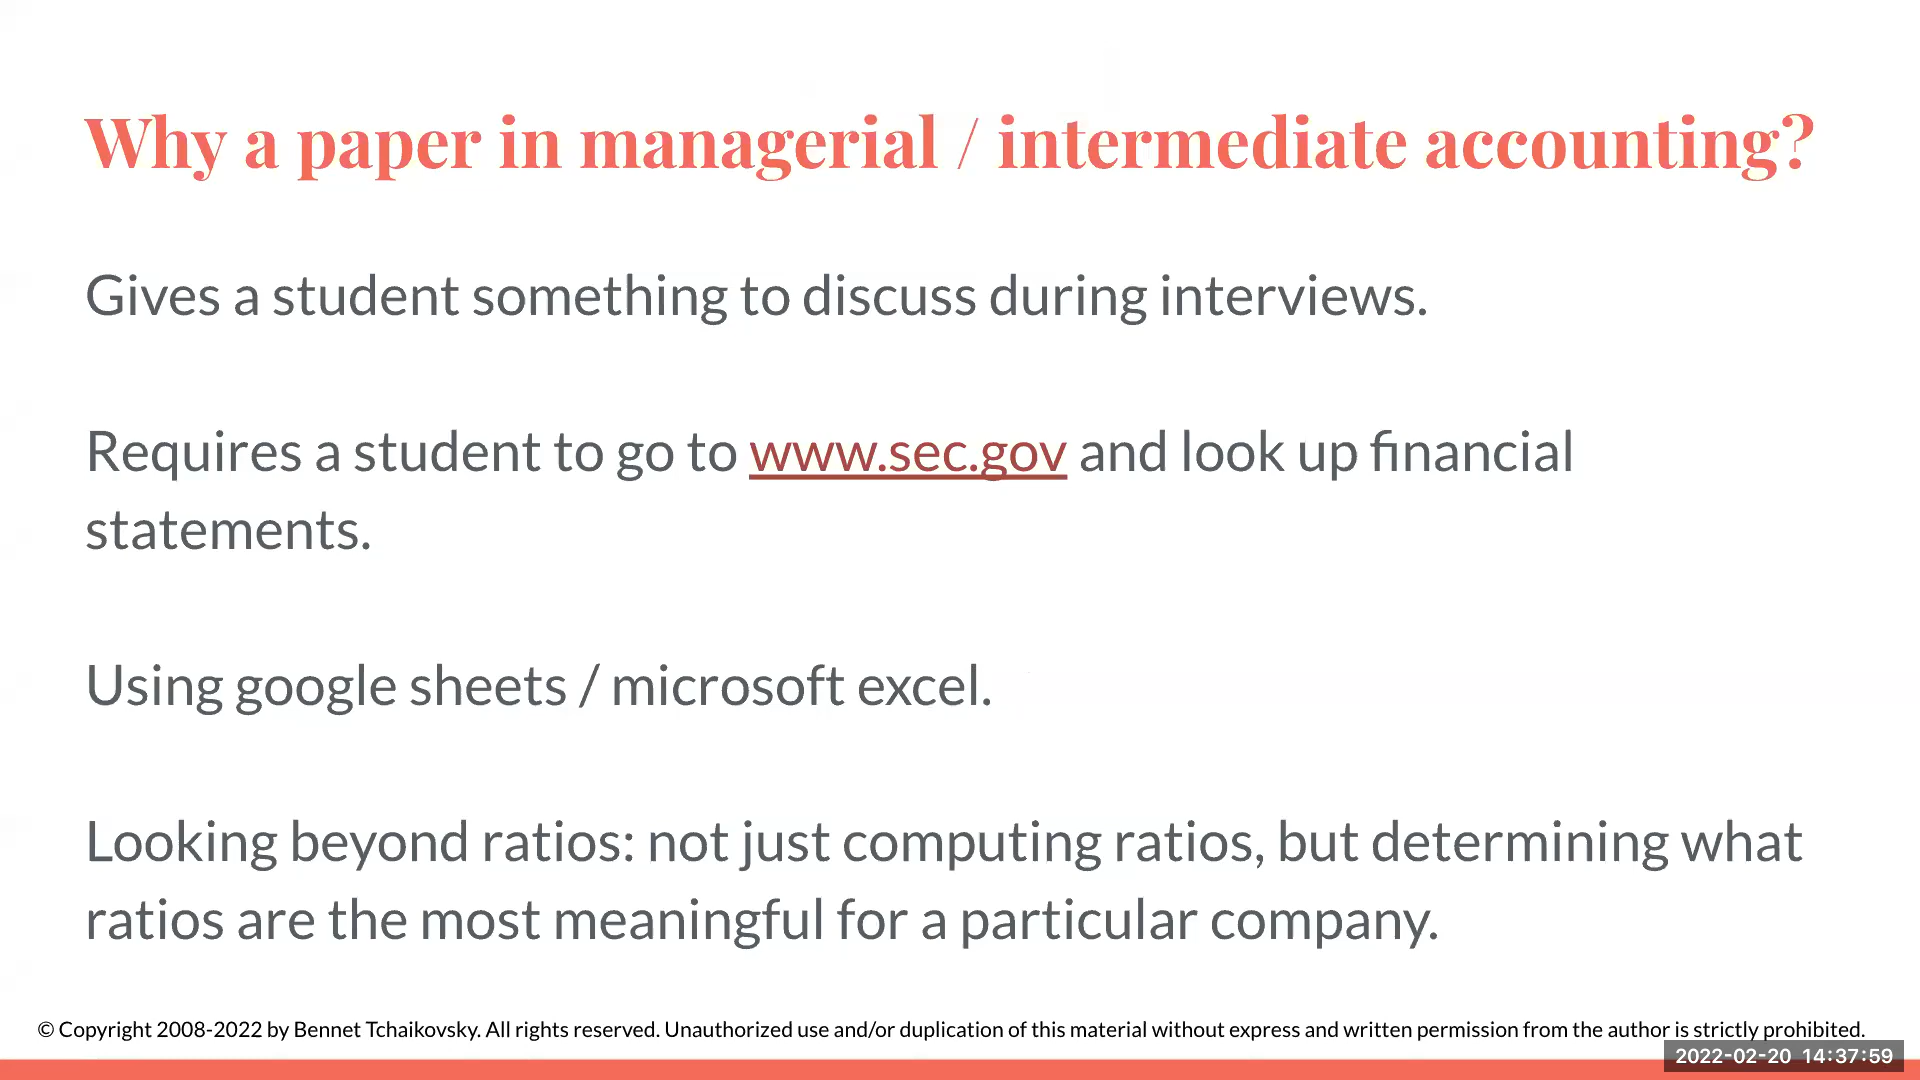 Why a paper in managerial / intermediate accounting?
Gives a student something to discuss during interviews.
Requires a student to go to www.sec.gov and look up financial
statements.
Using google sheets / microsoft excel.
Looking beyond ratios: not just computing ratios, but determining what
ratios are the most meaningful for a particular company.
© Copyright 2008-2022 by Bennet Tchaikovsky. All rights reserved. Unauthorized use and/or duplication of this material without express and written permission from the author is strictly prohibited.
2022-02-20 14:37:59